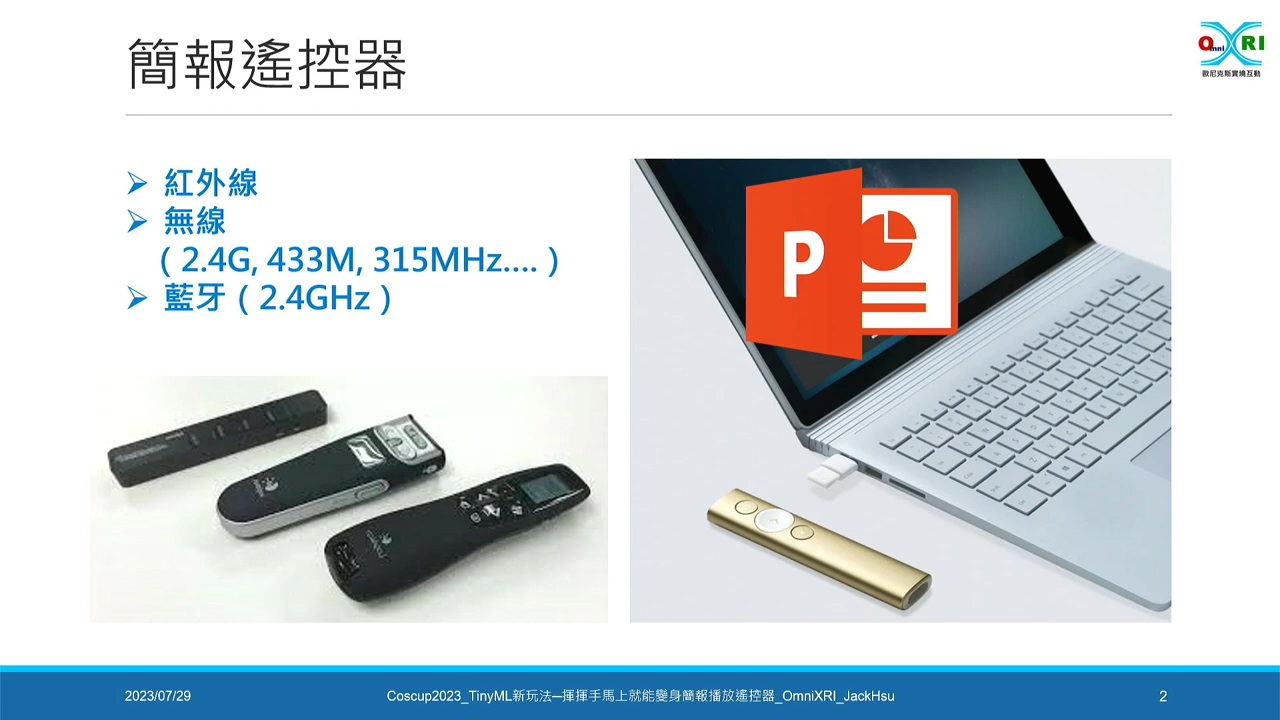 簡報遙控器
Omni XRI
歐尼克斯實境互動
➢ 紅外線
➢ 無線
( 2.4G, 433M, 315MHz…. )
➢ 藍牙 ( 2.4GHz )
P
2023/07/29
Coscup2023_TinyML新玩法─揮揮手馬上就能變身簡報播放遙控器_OmniXRI_JackHsu
2